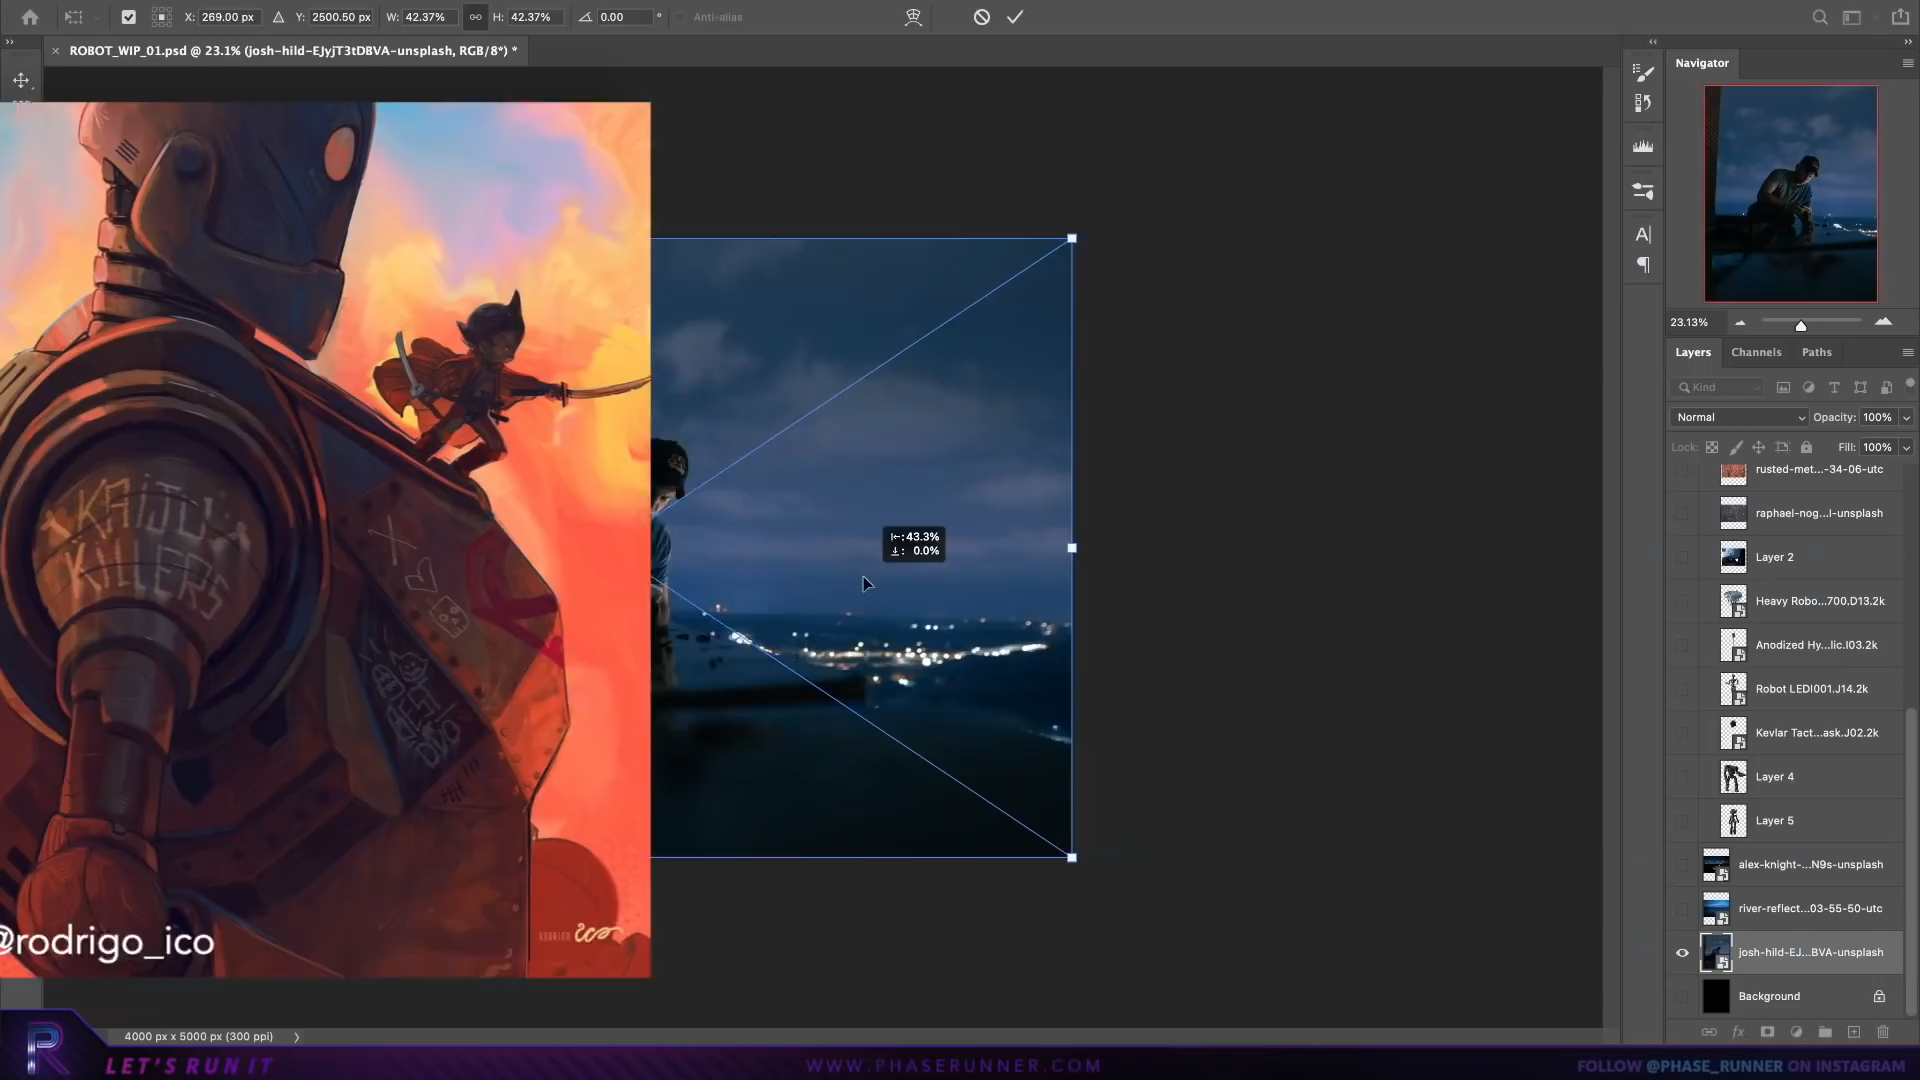 X: 269.00 px Y: 2500.50 px W: 42.37% H: 42.37% 0.00 ° Anti-alias
× ROBOT_WIP_01.psd @ 23.1% (josh-hild-EJyjT3tDBVA-unsplash, RGB/8*) *
Navigator
23.13%
Layers Channels Paths
Kind
Normal Opacity: 100%
Lock: Fill: 100%
rusted-met...-34-06-utc
raphael-nog...l-unsplash
Layer 2
Heavy Robo...700.D13.2k
Anodized Hy...lic.I03.2k
Robot LEDI001.J14.2k
Kevlar Tact...ask.J02.2k
Layer 4
Layer 5
alex-knight-...N9s-unsplash
river-reflect...03-55-50-utc
josh-hild-EJ...BVA-unsplash
Background
43.3%
0.0%
KAIJU
KILLERS
RODRIGO ico
@rodrigo_ico
4000 px x 5000 px (300 ppi)
R
LET'S RUN IT
WWW.PHASERUNNER.COM
FOLLOW @PHASE_RUNNER ON INSTAGRAM